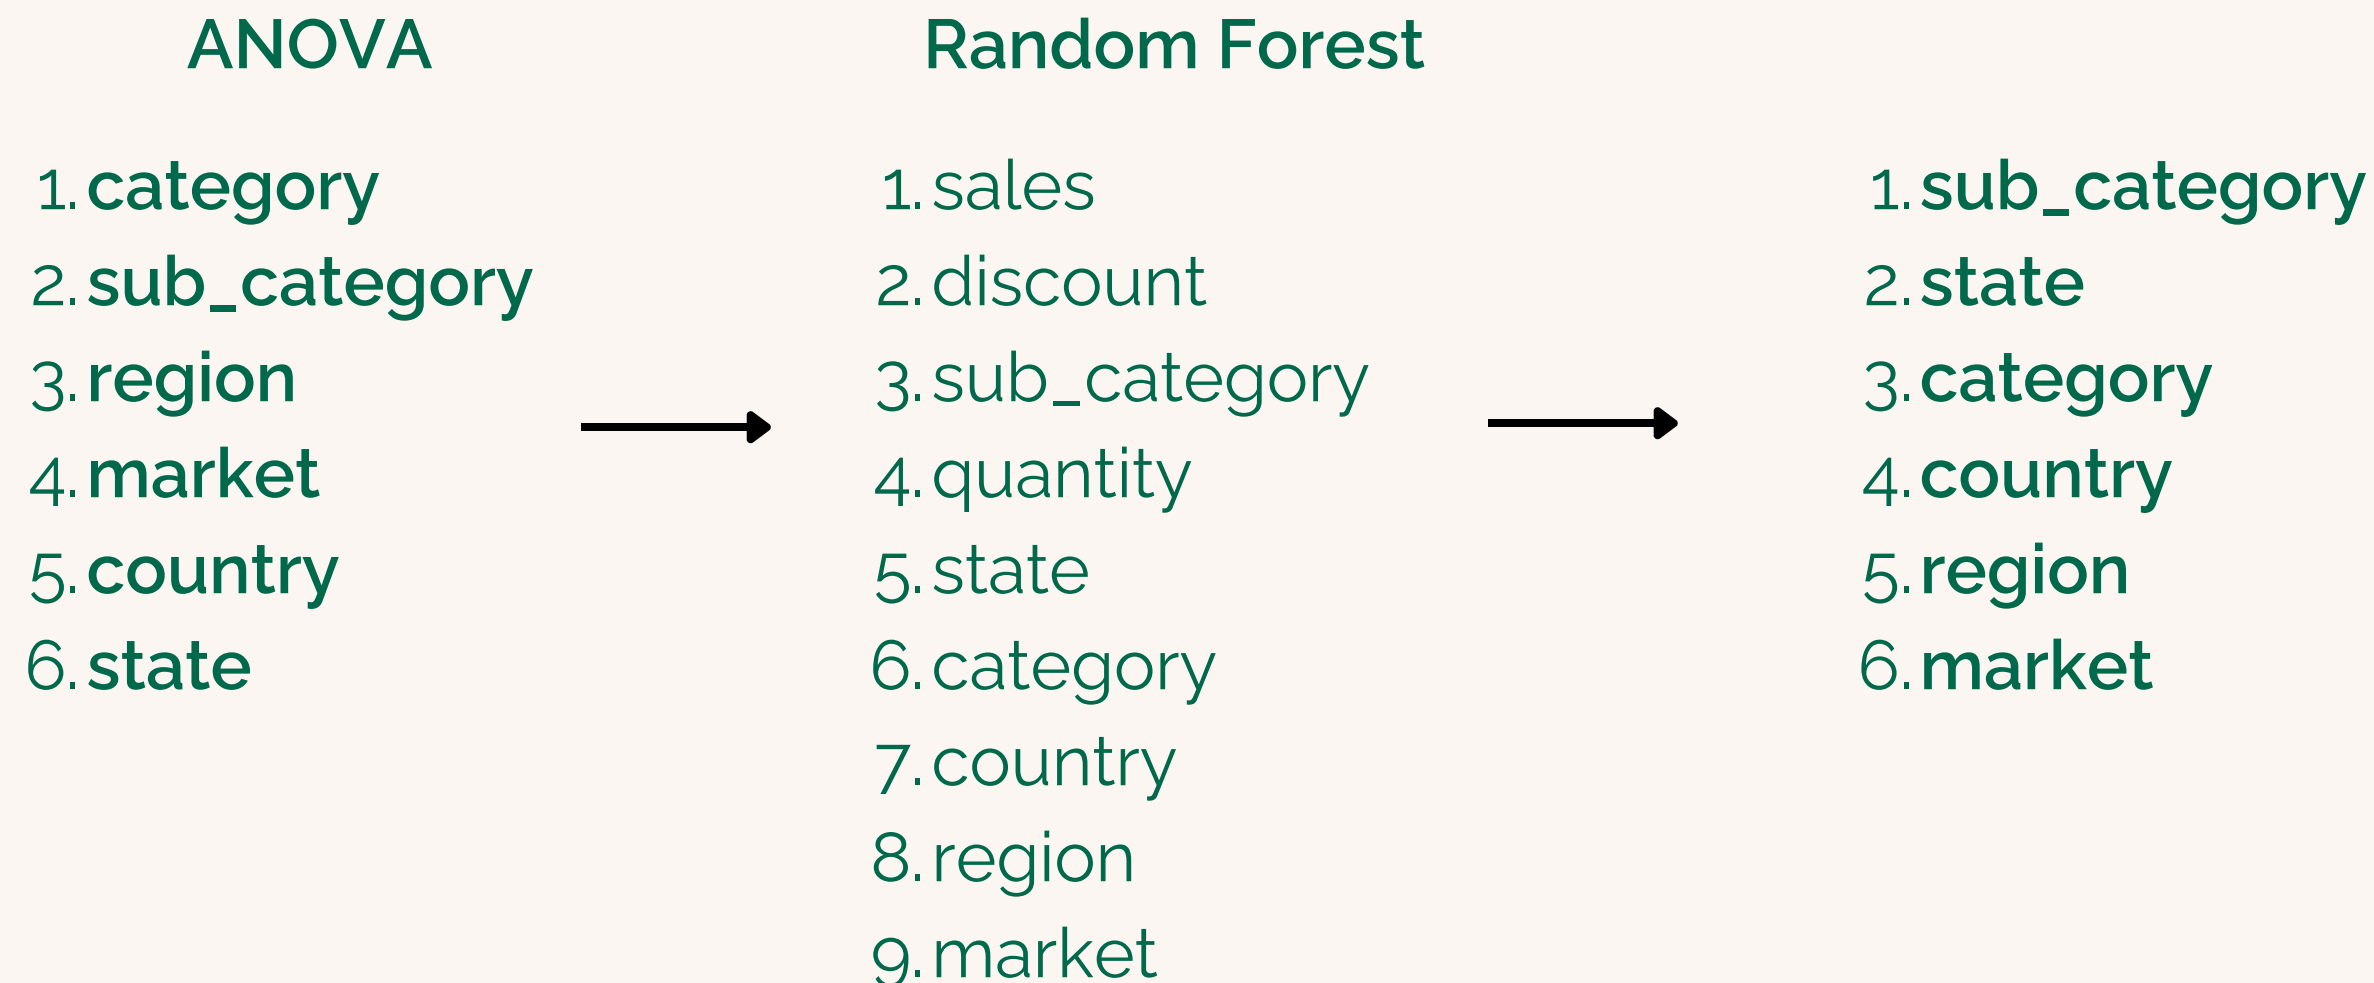 ANOVA
1. category
2. sub_category
3. region
4. market
5. country
6. state
Random Forest
1. sales
2. discount
3. sub_category
4. quantity
5. state
6. category
7. country
8. region
9. market
1. sub_category
2. state
3. category
4. country
5. region
6. market